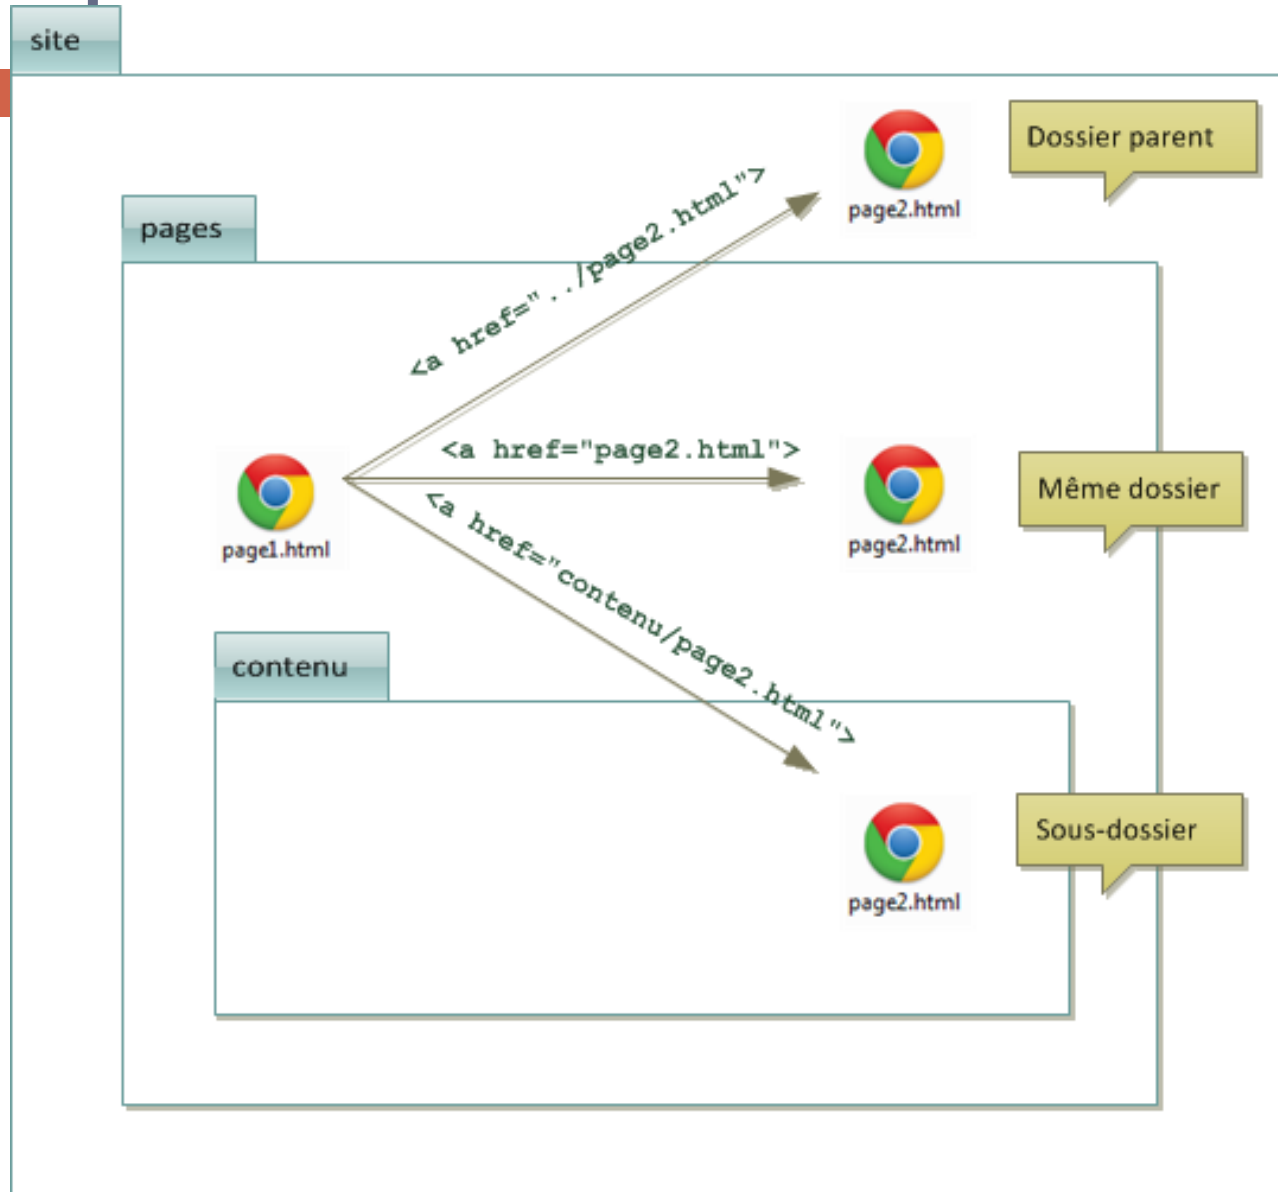 site
Dossier parent
page2.html
pages
<a href="../page2.html">
<a href="page2.html">
Même dossier
page1.html
page2.html
<a href="contenu/page2.html">
contenu
Sous-dossier
page2.html